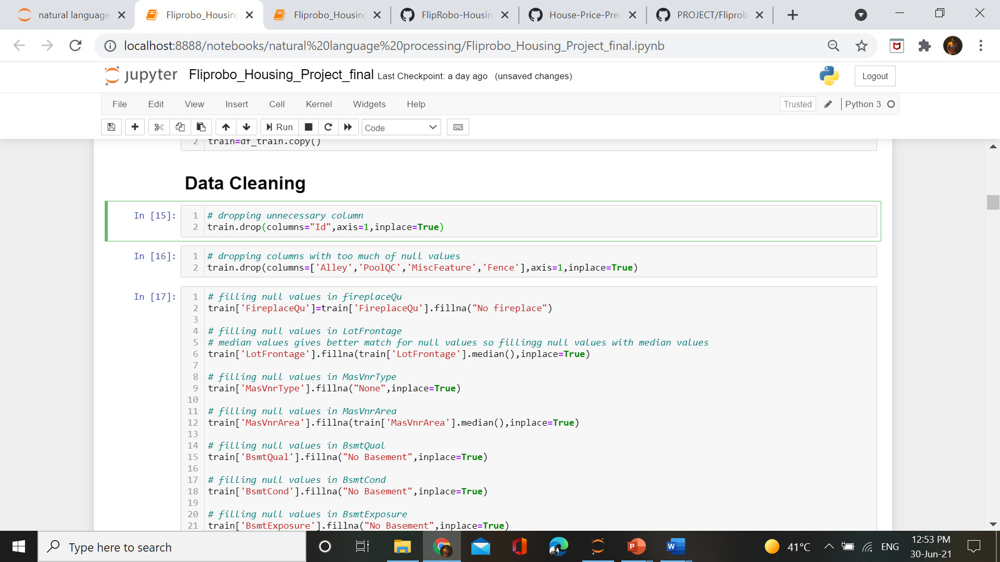 natural language
Fliprobo_Housing
Fliprobo_Housing
FlipRobo-Housin
House-Price-Pred
PROJECT/Fliprob
localhost:8888/notebooks/natural%20language%20processing/Fliprobo_Housing_Project_final.ipynb
jupyter Fliprobo_Housing_Project_final Last Checkpoint: a day ago (unsaved changes)
Logout
File Edit View Insert Cell Kernel Widgets Help
Trusted Python 3
Run Code
2 train=df_train.copy()
Data Cleaning
In [15]:
1 # dropping unnecessary column
2 train.drop(columns="Id",axis=1,inplace=True)
In [16]:
1 # dropping columns with too much of null values
2 train.drop(columns=['Alley','PoolQC','MiscFeature','Fence'],axis=1,inplace=True)
In [17]:
1 # filling null values in fireplaceQu
2 train['FireplaceQu']=train['FireplaceQu'].fillna("No fireplace")
3
4 # filling null values in LotFrontage
5 # median values gives better match for null values so fillingg null values with median values
6 train['LotFrontage'].fillna(train['LotFrontage'].median(),inplace=True)
7
8 # filling null values in MasVnrType
9 train['MasVnrType'].fillna("None",inplace=True)
10
11 # filling null values in MasVnrArea
12 train['MasVnrArea'].fillna(train['MasVnrArea'].median(),inplace=True)
13
14 # filling null values in BsmtQual
15 train['BsmtQual'].fillna("No Basement",inplace=True)
16
17 # filling null values in BsmtCond
18 train['BsmtCond'].fillna("No Basement",inplace=True)
19
20 # filling null values in BsmtExposure
21 train['BsmtExposure'].fillna("No Basement",inplace=True)
Type here to search
P
W
41°C
ENG
12:53 PM
30-Jun-21